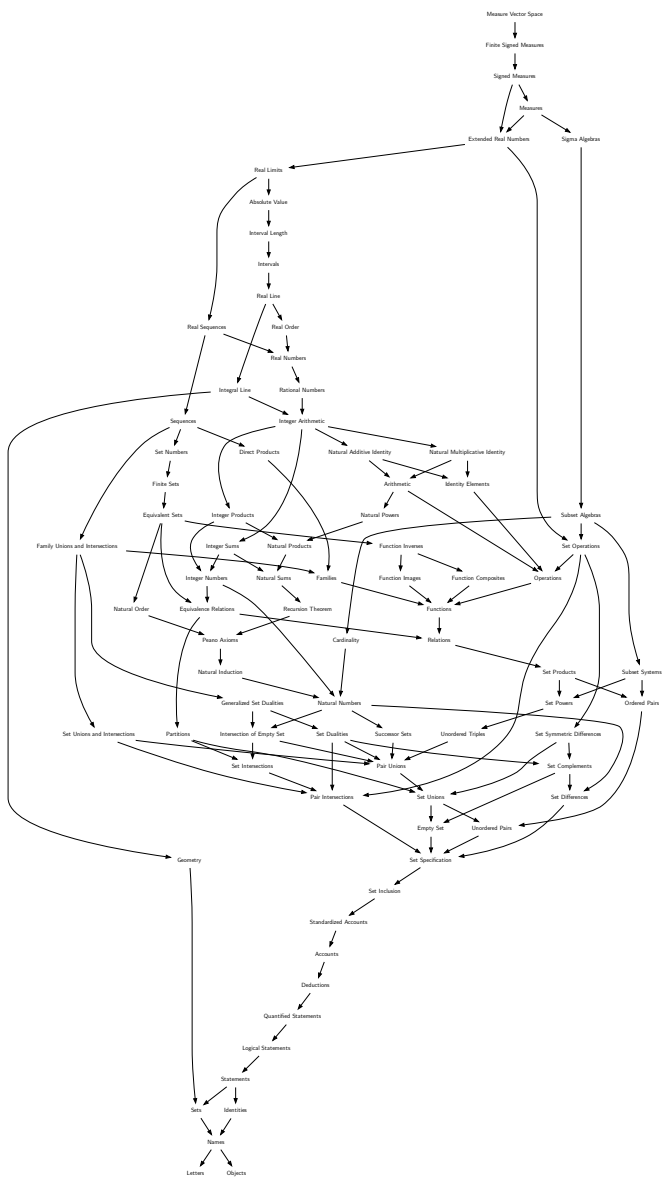 Measure Vector Space
Finite Signed Measures
Signed Measures
Measures
Extended Real Numbers Sigma Algebras
Real Limits
Absolute Value
Interval Length
Intervals
Real Line
Real Sequences Real Order
Real Numbers
Integral Line Rational Numbers
Sequences Integer Arithmetic
Set Numbers Direct Products Natural Additive Identity Natural Multiplicative Identity
Finite Sets Arithmetic Identity Elements
Equivalent Sets Integer Products Natural Powers Subset Algebras
Family Unions and Intersections Integer Sums Natural Products Function Inverses Set Operations
Integer Numbers Natural Sums Families Function Images Function Composites Operations
Natural Order Equivalence Relations Recursion Theorem Functions
Peano Axioms Cardinality Relations
Natural Induction Set Products Subset Systems
Generalized Set Dualities Natural Numbers Set Powers Ordered Pairs
Set Unions and Intersections Partitions Intersection of Empty Set Set Dualities Successor Sets Unordered Triples Set Symmetric Differences
Set Intersections Pair Unions Set Complements
Pair Intersections Set Unions Set Differences
Empty Set Unordered Pairs
Geometry Set Specification
Set Inclusion
Standardized Accounts
Accounts
Deductions
Quantified Statements
Logical Statements
Statements
Sets Identities
Names
Letters Objects